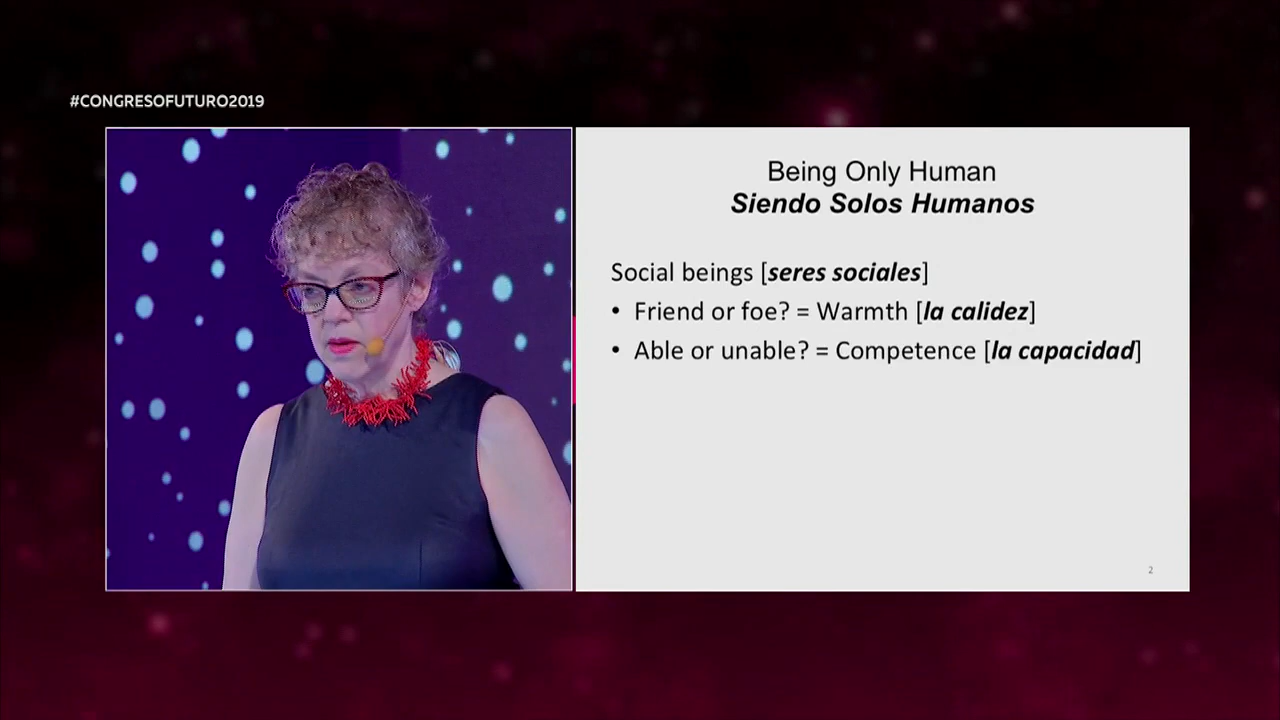 #CONGRESOFUTURO2019
Being Only Human
Siendo Solos Humanos
Social beings [seres sociales]
• Friend or foe? = Warmth [la calidez]
• Able or unable? = Competence [la capacidad]
2